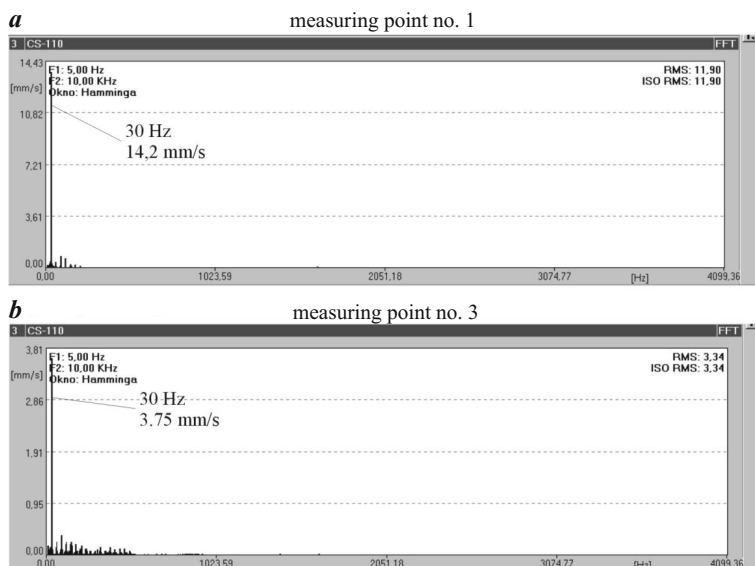 a measuring point no. 1
3 CS-110 FFT
14,43
[mm/s]
10,82
7,21
3,61
0,00
F1: 5,00 Hz
F2: 10,00 KHz
Okno: Hamminga
RMS: 11,90
ISO RMS: 11,90
30 Hz
14,2 mm/s
0,00 1023,59 2051,18 3074,77 [Hz] 4099,36
b measuring point no. 3
3 CS-110 FFT
3,81
[mm/s]
2,86
1,91
0,95
0,00
F1: 5,00 Hz
F2: 10,00 KHz
Okno: Hamminga
RMS: 3,34
ISO RMS: 3,34
30 Hz
3.75 mm/s
0,00 1023,59 2051,18 3074,77 [Hz] 4099,36